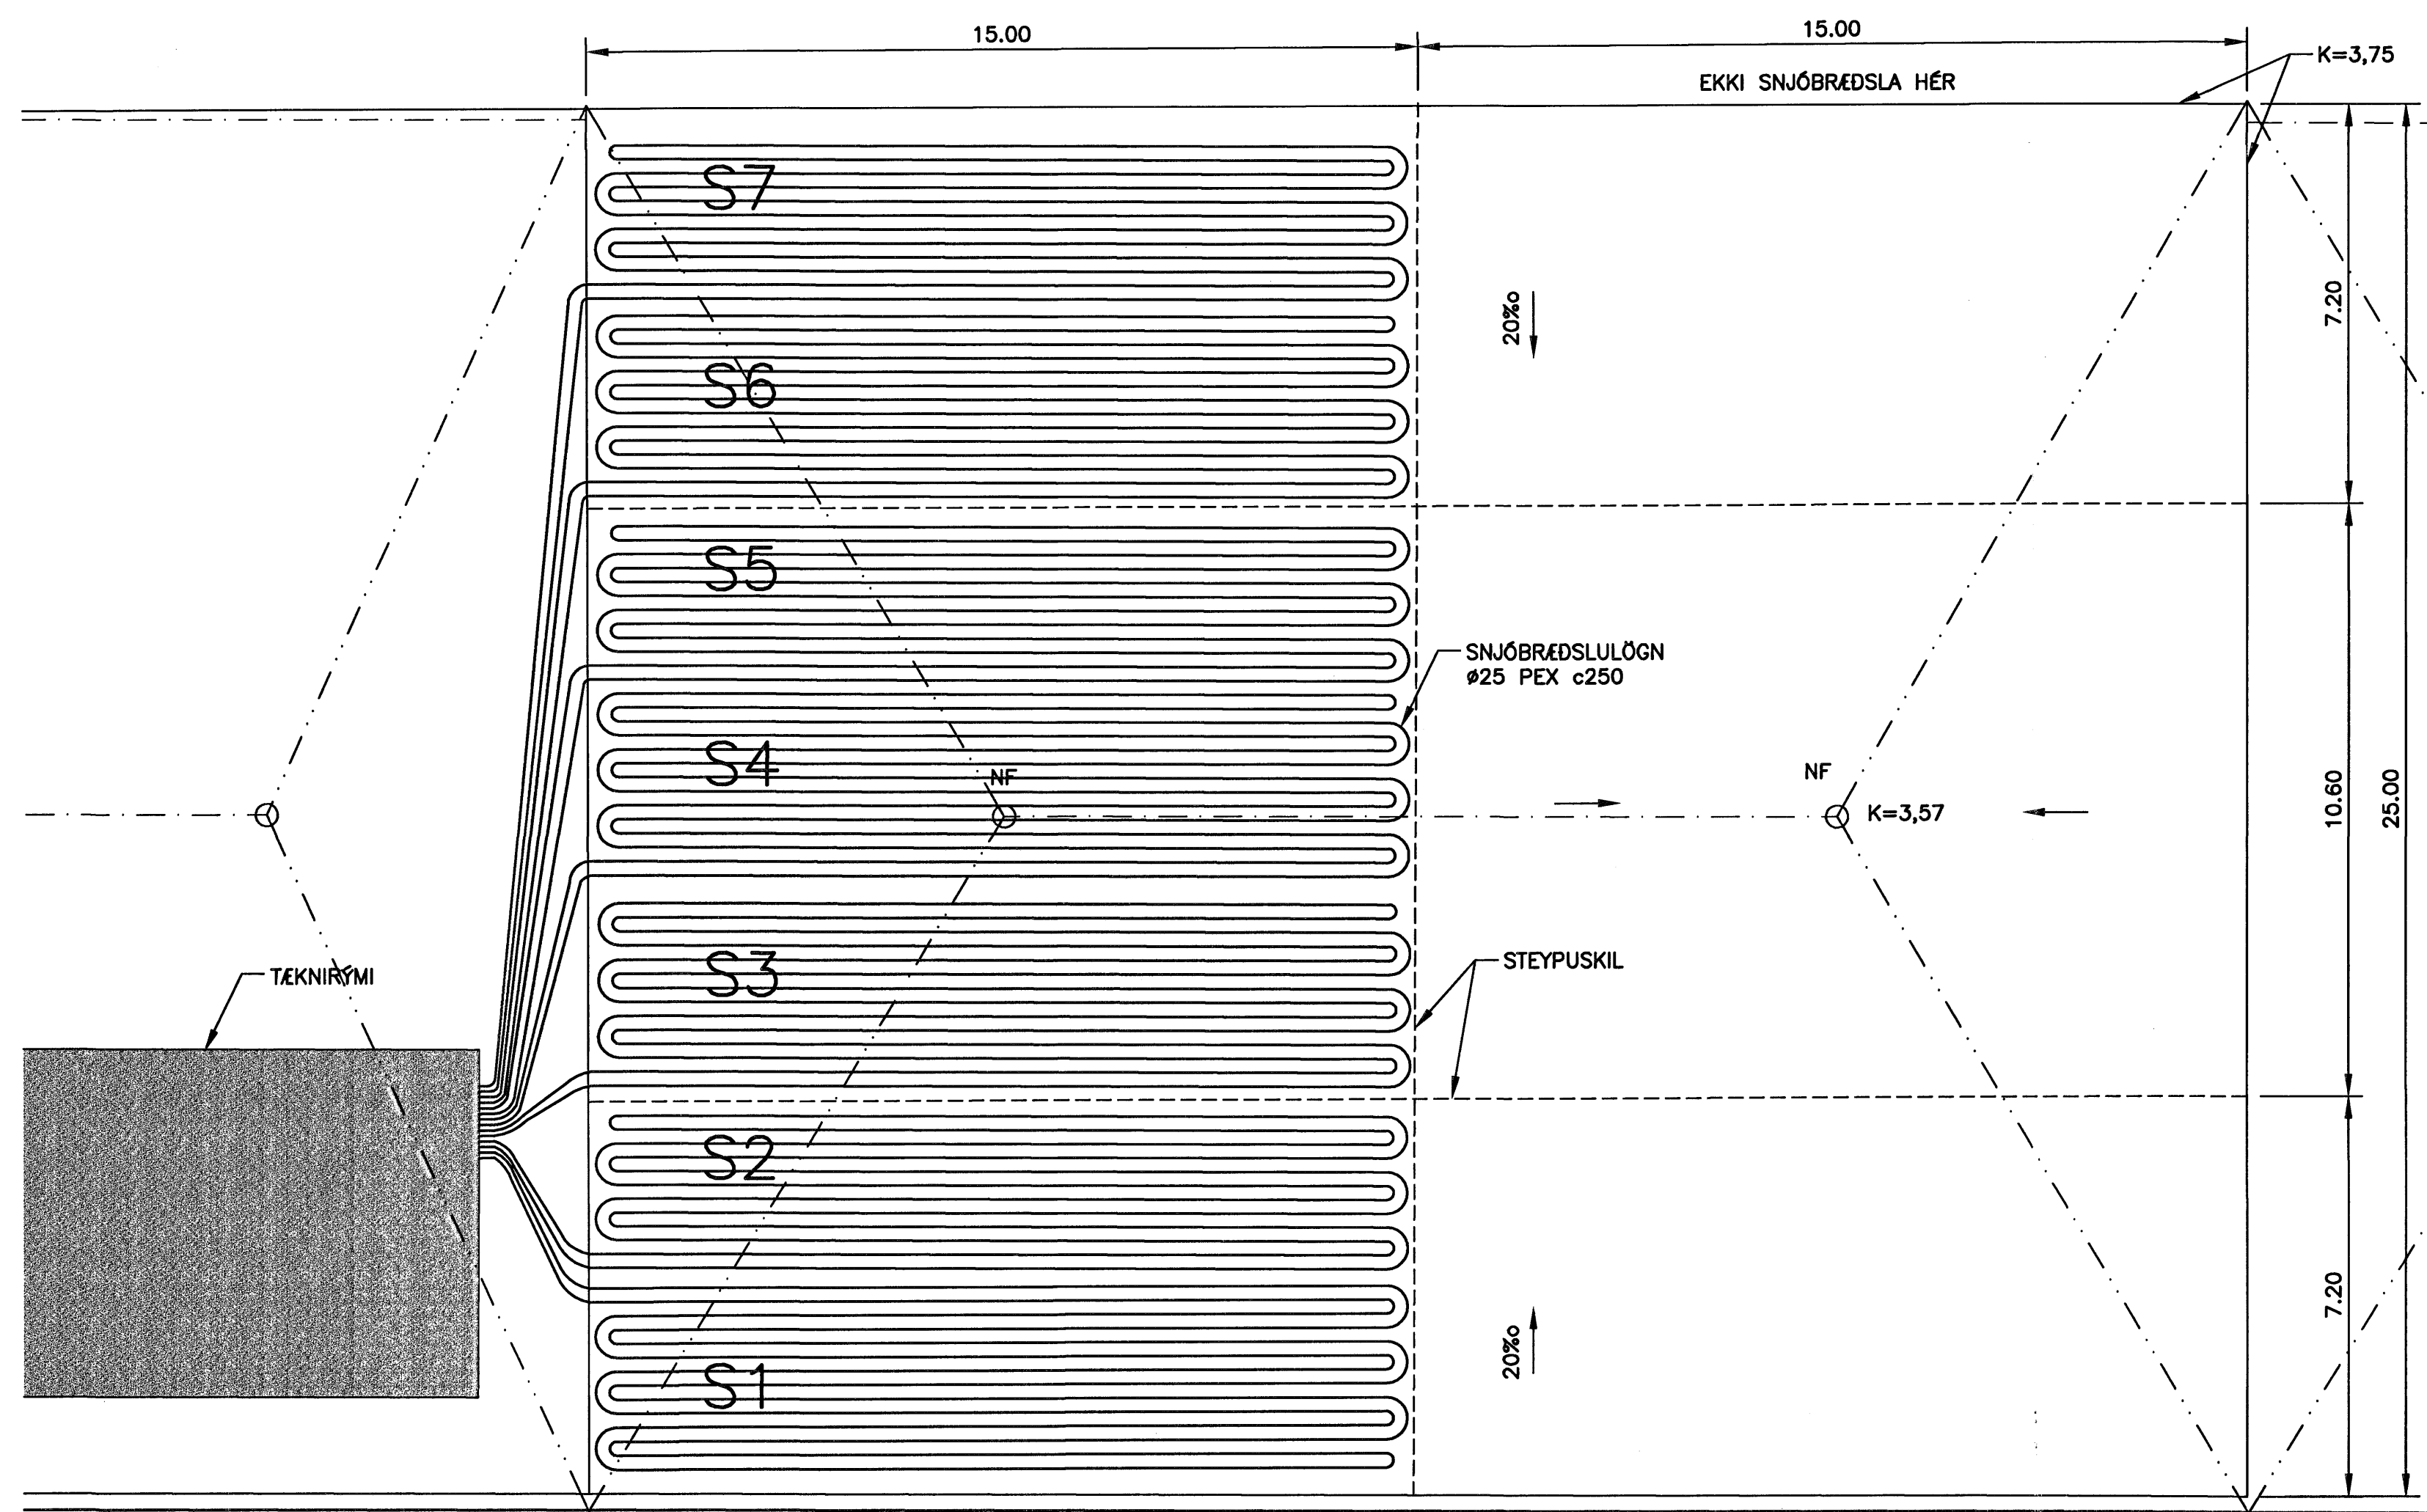 15.00
15.00
K=3,75
EKKI SNJÓBRÆÐSLA HÉR
S7
20‰
7.20
S6
S5
SNJÓBRÆÐSLULÖGN
ø25 PEX c250
S4
NF
NF
K=3,57
10.60
25.00
TÆKNIRÝMI
S3
STEYPUSKIL
S2
20‰
7.20
S1